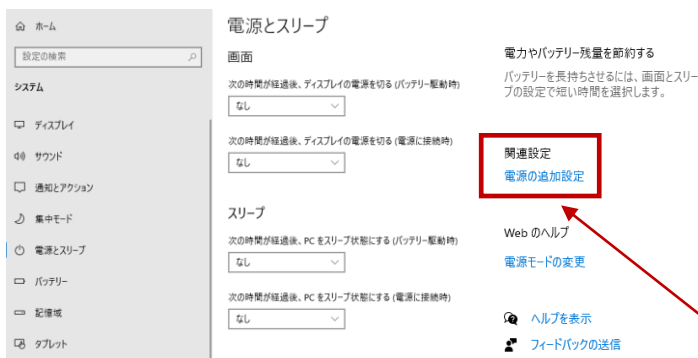 ホーム
設定の検索
システム
ディスプレイ
サウンド
通知とアクション
集中モード
電源とスリープ
バッテリー
記憶域
タブレット
電源とスリープ
画面
次の時間が経過後、ディスプレイの電源を切る (バッテリー駆動時)
なし
次の時間が経過後、ディスプレイの電源を切る (電源に接続時)
なし
スリープ
次の時間が経過後、PC をスリープ状態にする (バッテリー駆動時)
なし
次の時間が経過後、PC をスリープ状態にする (電源に接続時)
なし
電力やバッテリー残量を節約する
バッテリーを長持ちさせるには、画面とスリー
プの設定で短い時間を選択します。
関連設定
電源の追加設定
Web のヘルプ
電源モードの変更
ヘルプを表示
フィードバックの送信